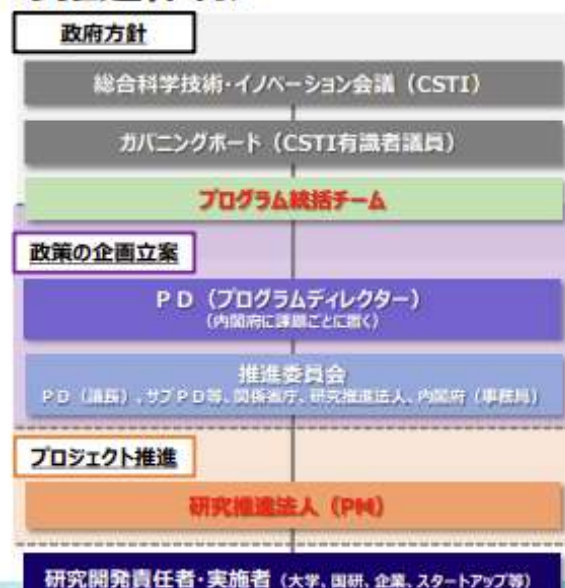 政府方針
総合科学技術・イノベーション会議（CSTI）
ガバニングボード（CSTI有識者議員）
プログラム統括チーム
政策の企画立案
ＰＤ（プログラムディレクター）
（内閣府に課題ごとに置く）
推進委員会
ＰＤ（議長）、サブＰＤ等、関係省庁、研究推進法人、内閣府（事務局）
プロジェクト推進
研究推進法人（PM）
研究開発責任者・実施者（大学、国研、企業、スタートアップ等）